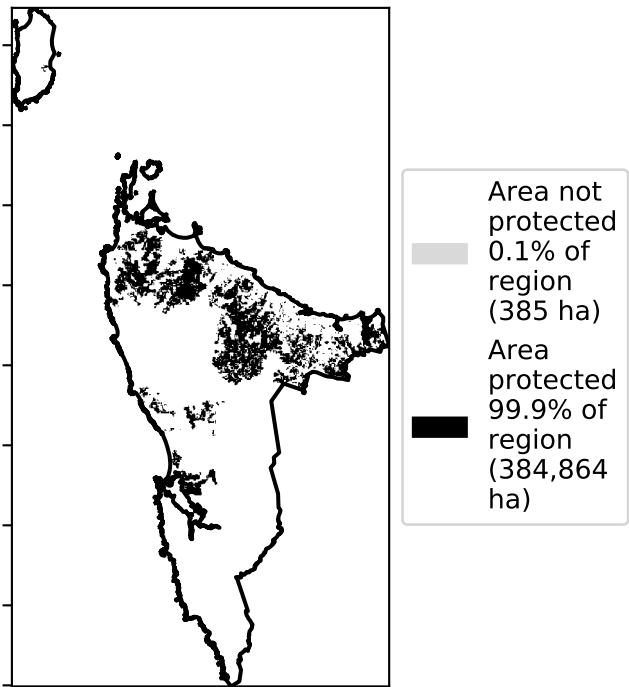 Area not
protected
0.1% of
region
(385 ha)
Area
protected
99.9% of
region
(384,864
ha)